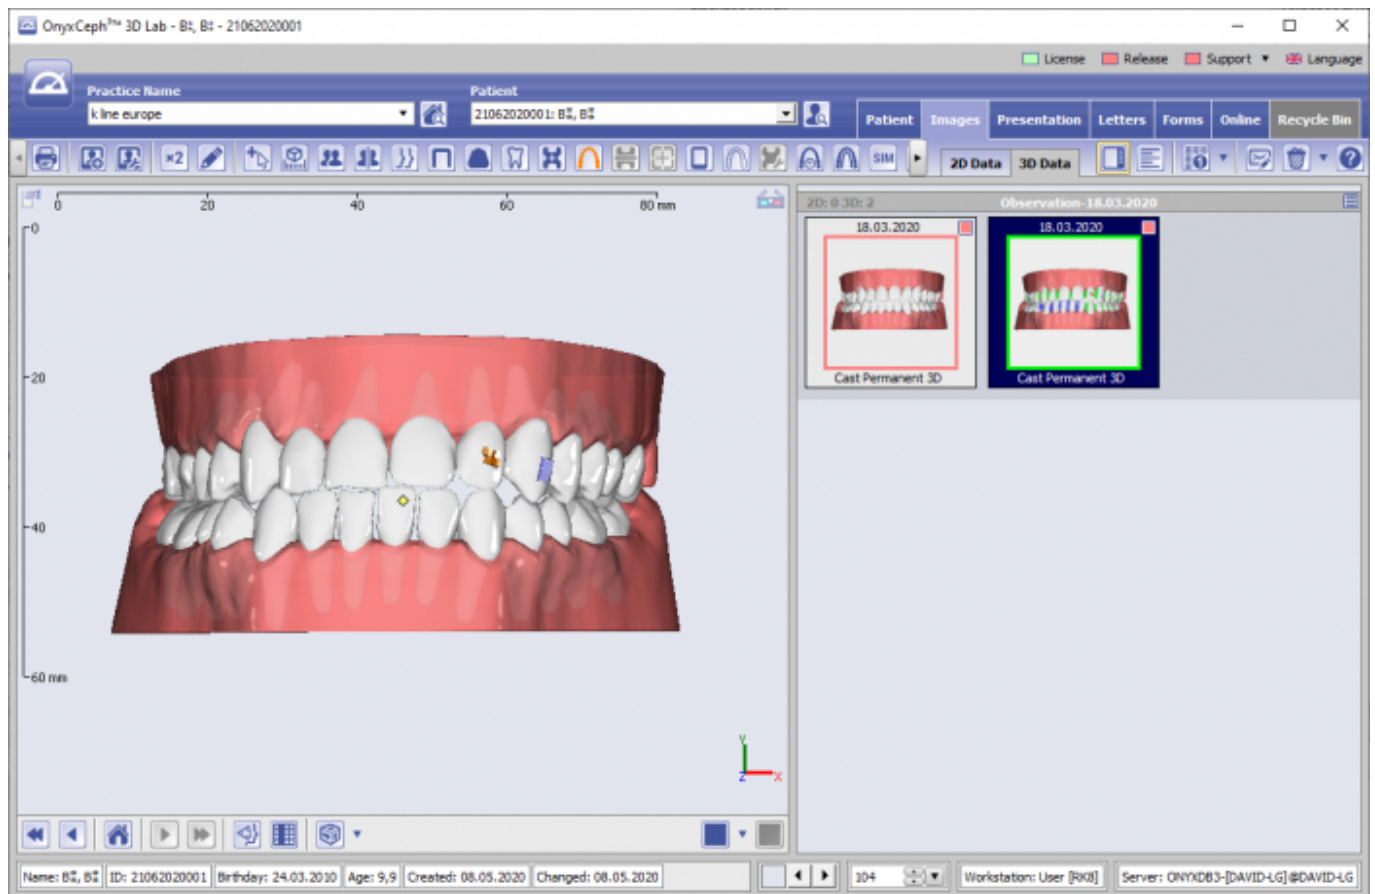 OnyxCeph³™ 3D Lab - B‡, B‡ - 21062020001
License Release Support Language
Practice Name
Patient
k line europe
21062020001: B‡, B‡
Patient Images Presentation Letters Forms Online Recycle Bin
×2
SIM
2D Data 3D Data
0 20 40 60 80 mm
0
20
40
60 mm
Y
Z X
2D: 0 3D: 2 Observation-18.03.2020
18.03.2020
18.03.2020
Cast Permanent 3D
Cast Permanent 3D
Name: B‡, B‡ ID: 21062020001 Birthday: 24.03.2010 Age: 9,9 Created: 08.05.2020 Changed: 08.05.2020 104 Workstation: User [RX8] Server: ONYXDB3-[DAVID-LG]@DAVID-LG